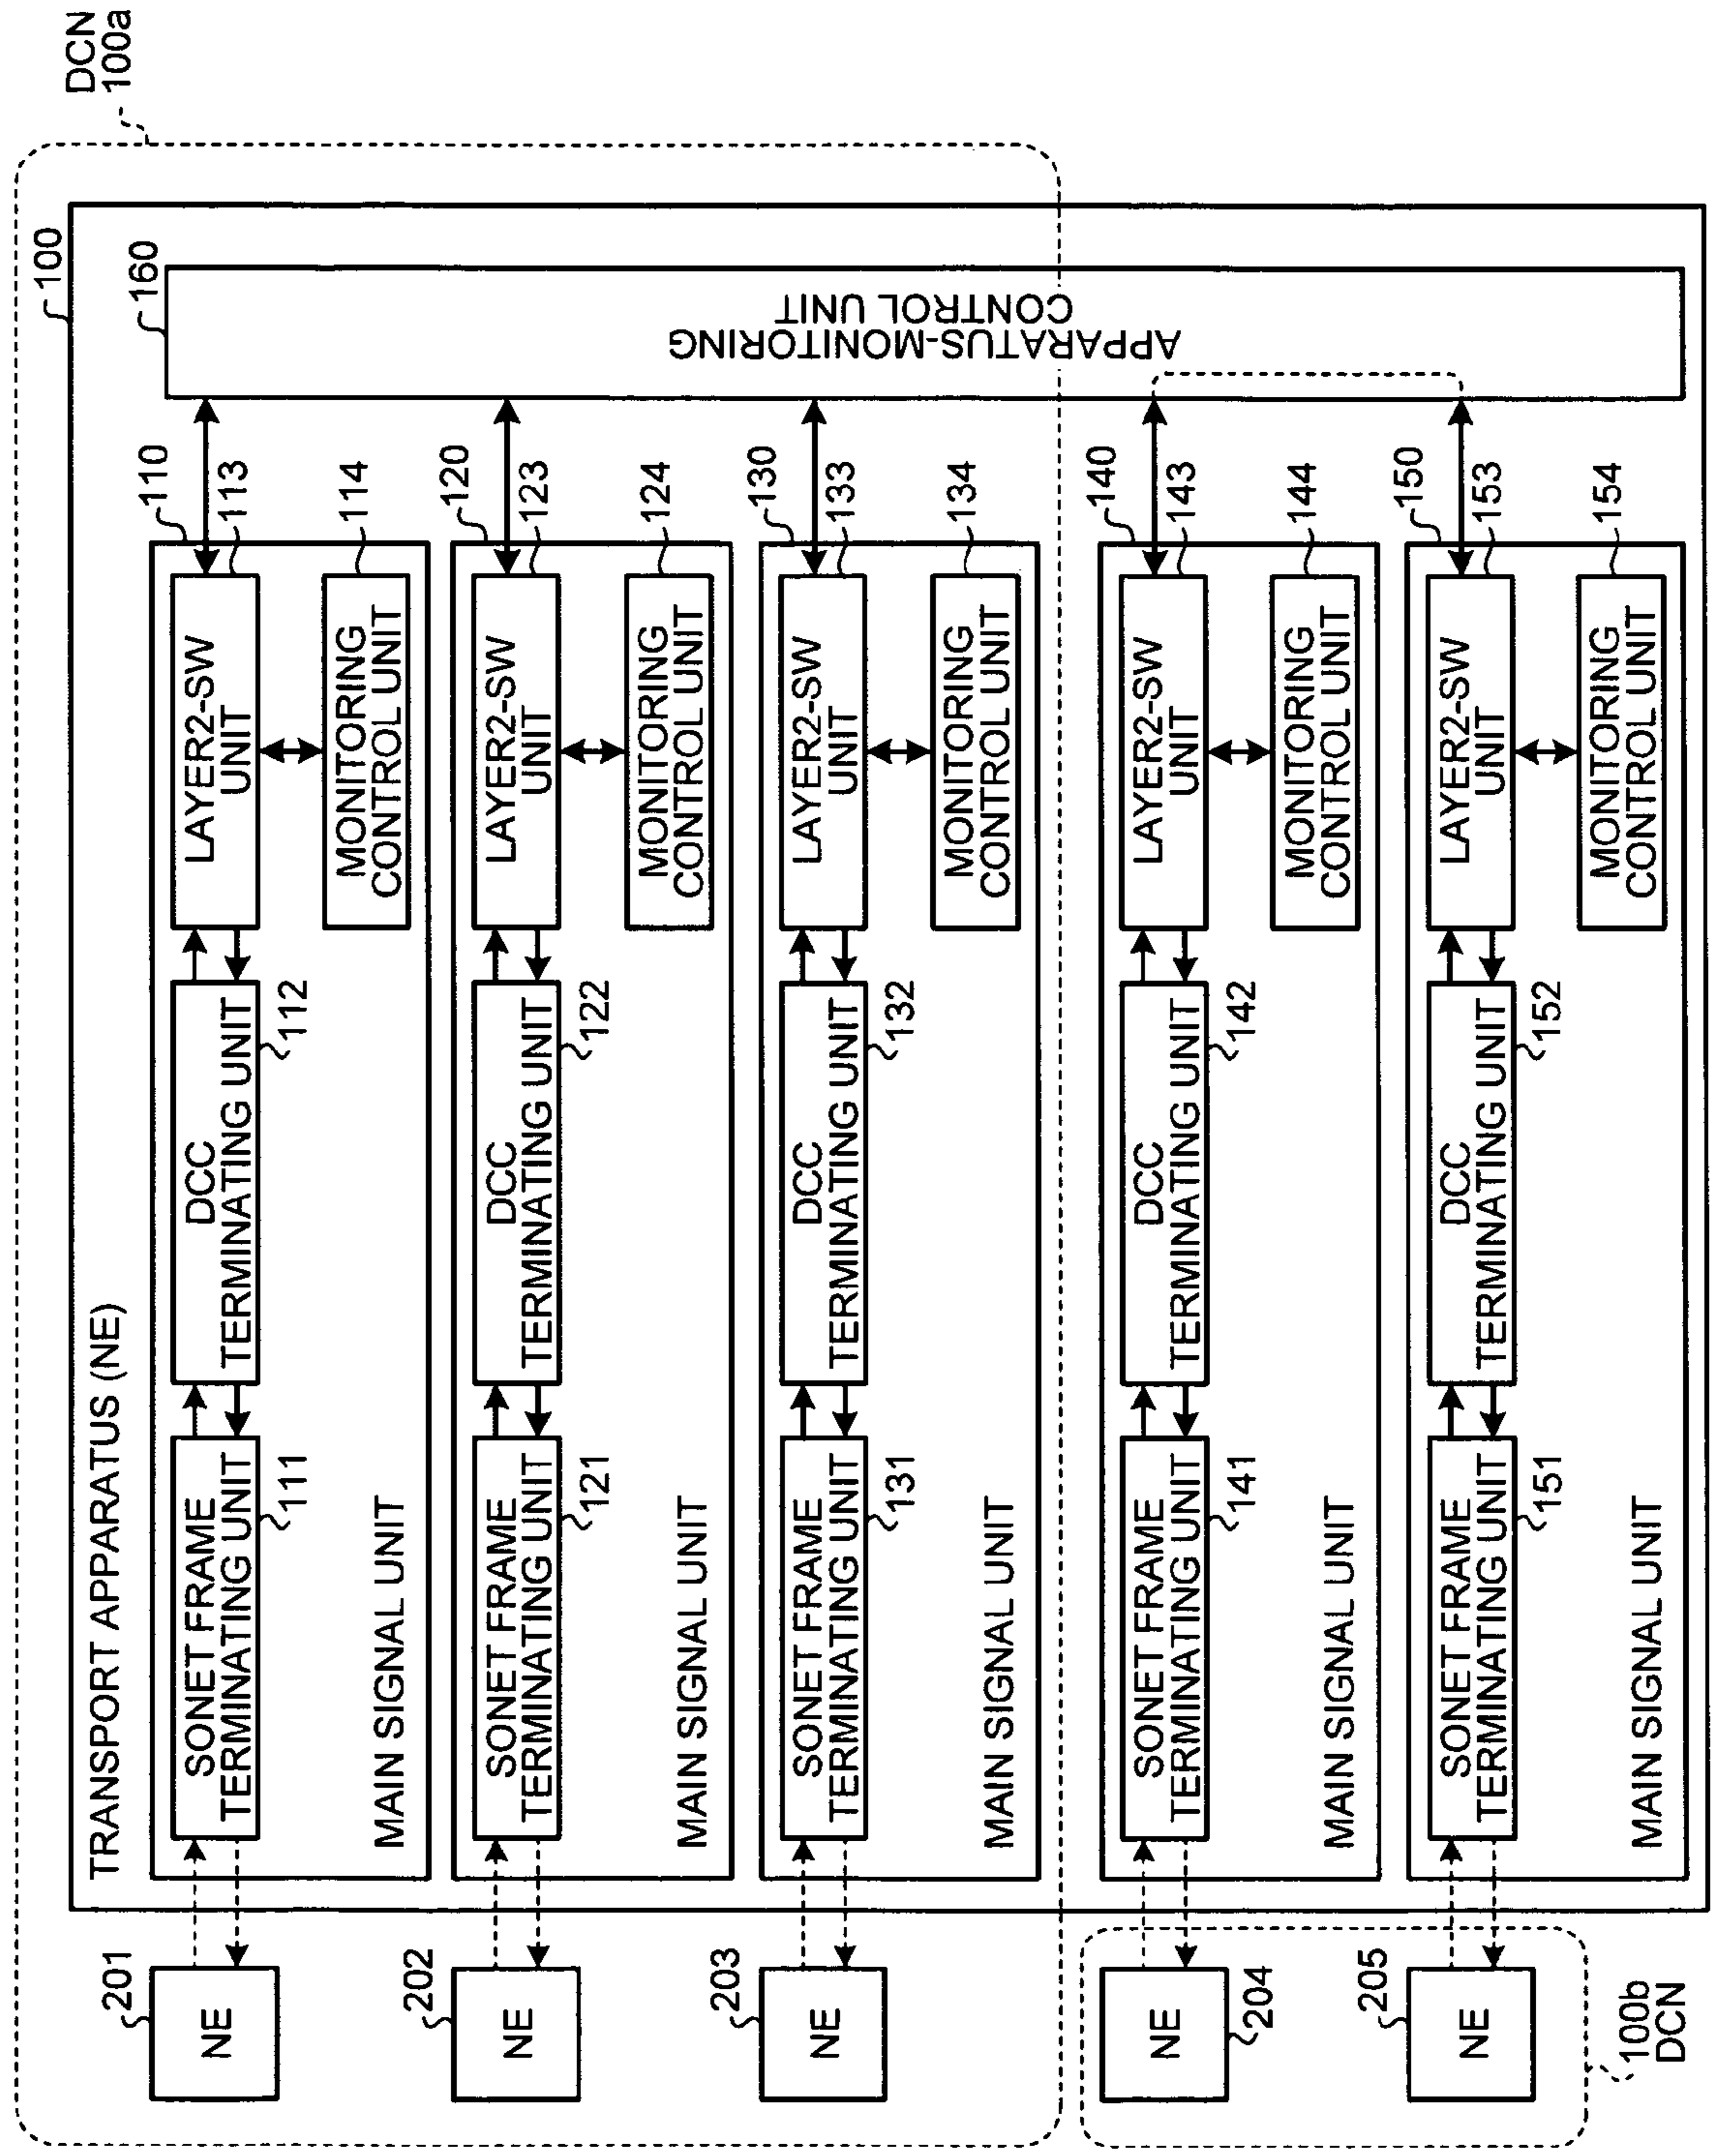 DCN
100a
100
TRANSPORT APPARATUS (NE)
160
APPARATUS-MONITORING
CONTROL UNIT
201
NE
110
SONET FRAME
TERMINATING UNIT
111
DCC
TERMINATING UNIT
112
LAYER2-SW
UNIT
113
MONITORING
CONTROL UNIT
114
MAIN SIGNAL UNIT
202
NE
120
SONET FRAME
TERMINATING UNIT
121
DCC
TERMINATING UNIT
122
LAYER2-SW
UNIT
123
MONITORING
CONTROL UNIT
124
MAIN SIGNAL UNIT
203
NE
130
SONET FRAME
TERMINATING UNIT
131
DCC
TERMINATING UNIT
132
LAYER2-SW
UNIT
133
MONITORING
CONTROL UNIT
134
MAIN SIGNAL UNIT
NE
204
140
SONET FRAME
TERMINATING UNIT
141
DCC
TERMINATING UNIT
142
LAYER2-SW
UNIT
143
MONITORING
CONTROL UNIT
144
MAIN SIGNAL UNIT
205
NE
150
SONET FRAME
TERMINATING UNIT
151
DCC
TERMINATING UNIT
152
LAYER2-SW
UNIT
153
MONITORING
CONTROL UNIT
154
MAIN SIGNAL UNIT
100b
DCN